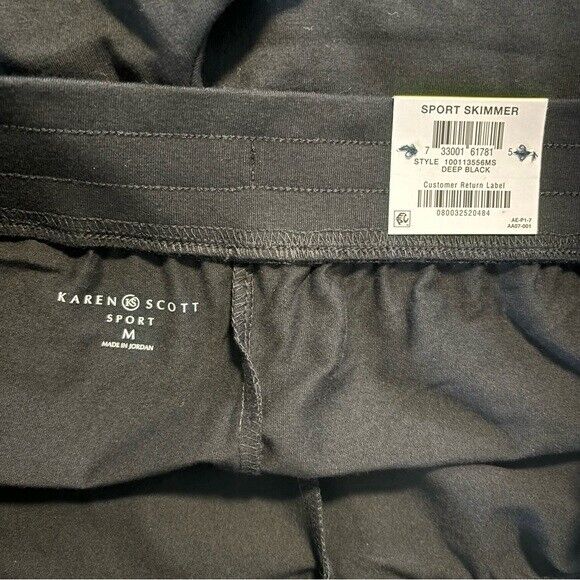 SPORT SKIMMER
7 33001 61781 5
STYLE 100113556MS
DEEP BLACK
Customer Return Label
080032520484
AE-P1-7
AA07-001
KAREN KS SCOTT
SPORT
M
MADE IN JORDAN